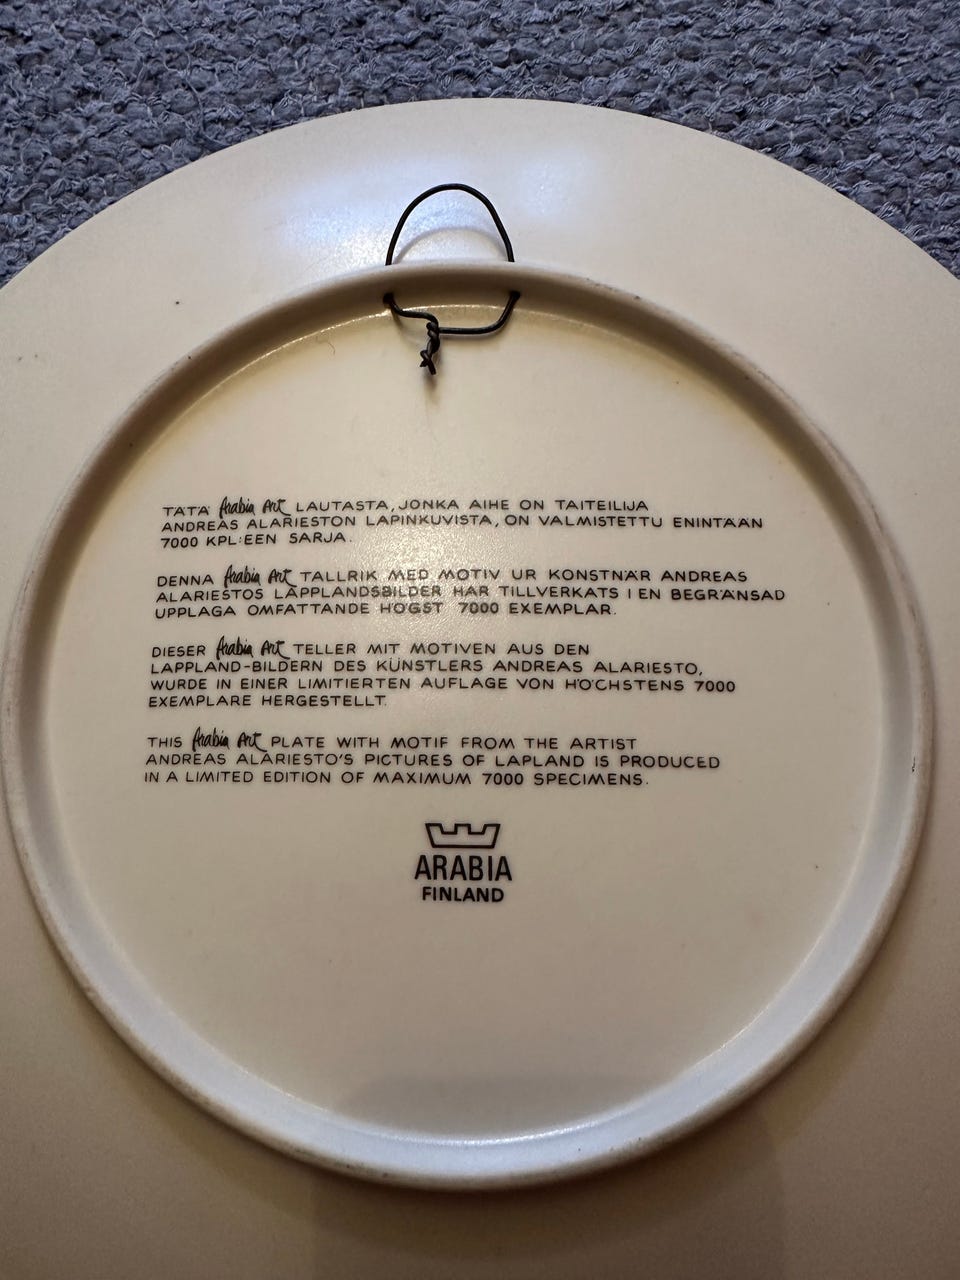 TÄTÄ Arabia Art LAUTASTA, JONKA AIHE ON TAITEILIJA
ANDREAS ALARIESTON LAPINKUVISTA, ON VALMISTETTU ENINTÄÄN
7000 KPL:EEN SARJA.
DENNA Arabia Art TALLRIK MED MOTIV UR KONSTNÄR ANDREAS
ALARIESTOS LAPPLANDSBILDER HAR TILLVERKATS I EN BEGRÄNSAD
UPPLAGA OMFATTANDE HÖGST 7000 EXEMPLAR.
DIESER Arabia Art TELLER MIT MOTIVEN AUS DEN
LAPPLAND-BILDERN DES KÜNSTLERS ANDREAS ALARIESTO,
WURDE IN EINER LIMITIERTEN AUFLAGE VON HÖCHSTENS 7000
EXEMPLARE HERGESTELLT.
THIS Arabia Art PLATE WITH MOTIF FROM THE ARTIST
ANDREAS ALARIESTO'S PICTURES OF LAPLAND IS PRODUCED
IN A LIMITED EDITION OF MAXIMUM 7000 SPECIMENS.
ARABIA
FINLAND